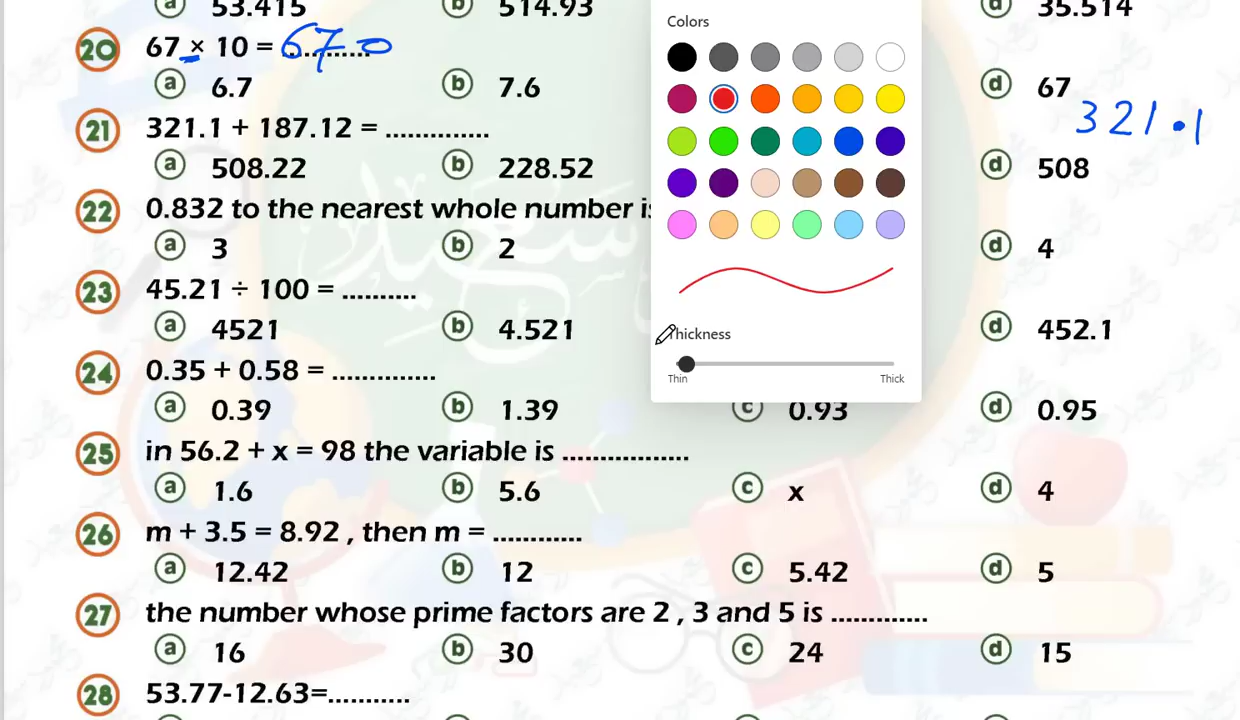 a 53.415 b 514.93 d 35.514
20 67 × 10 = 670
a 6.7 b 7.6 d 67
321.1
21 321.1 + 187.12 = ..............
a 508.22 b 228.52 d 508
22 0.832 to the nearest whole number is
a 3 b 2 d 4
23 45.21 ÷ 100 = ..........
a 4521 b 4.521 d 452.1
24 0.35 + 0.58 = ..............
a 0.39 b 1.39 c 0.93 d 0.95
25 in 56.2 + x = 98 the variable is .................
a 1.6 b 5.6 c x d 4
26 m + 3.5 = 8.92 , then m = ............
a 12.42 b 12 c 5.42 d 5
27 the number whose prime factors are 2 , 3 and 5 is .............
a 16 b 30 c 24 d 15
28 53.77-12.63=...........
Colors
Thickness
Thin Thick